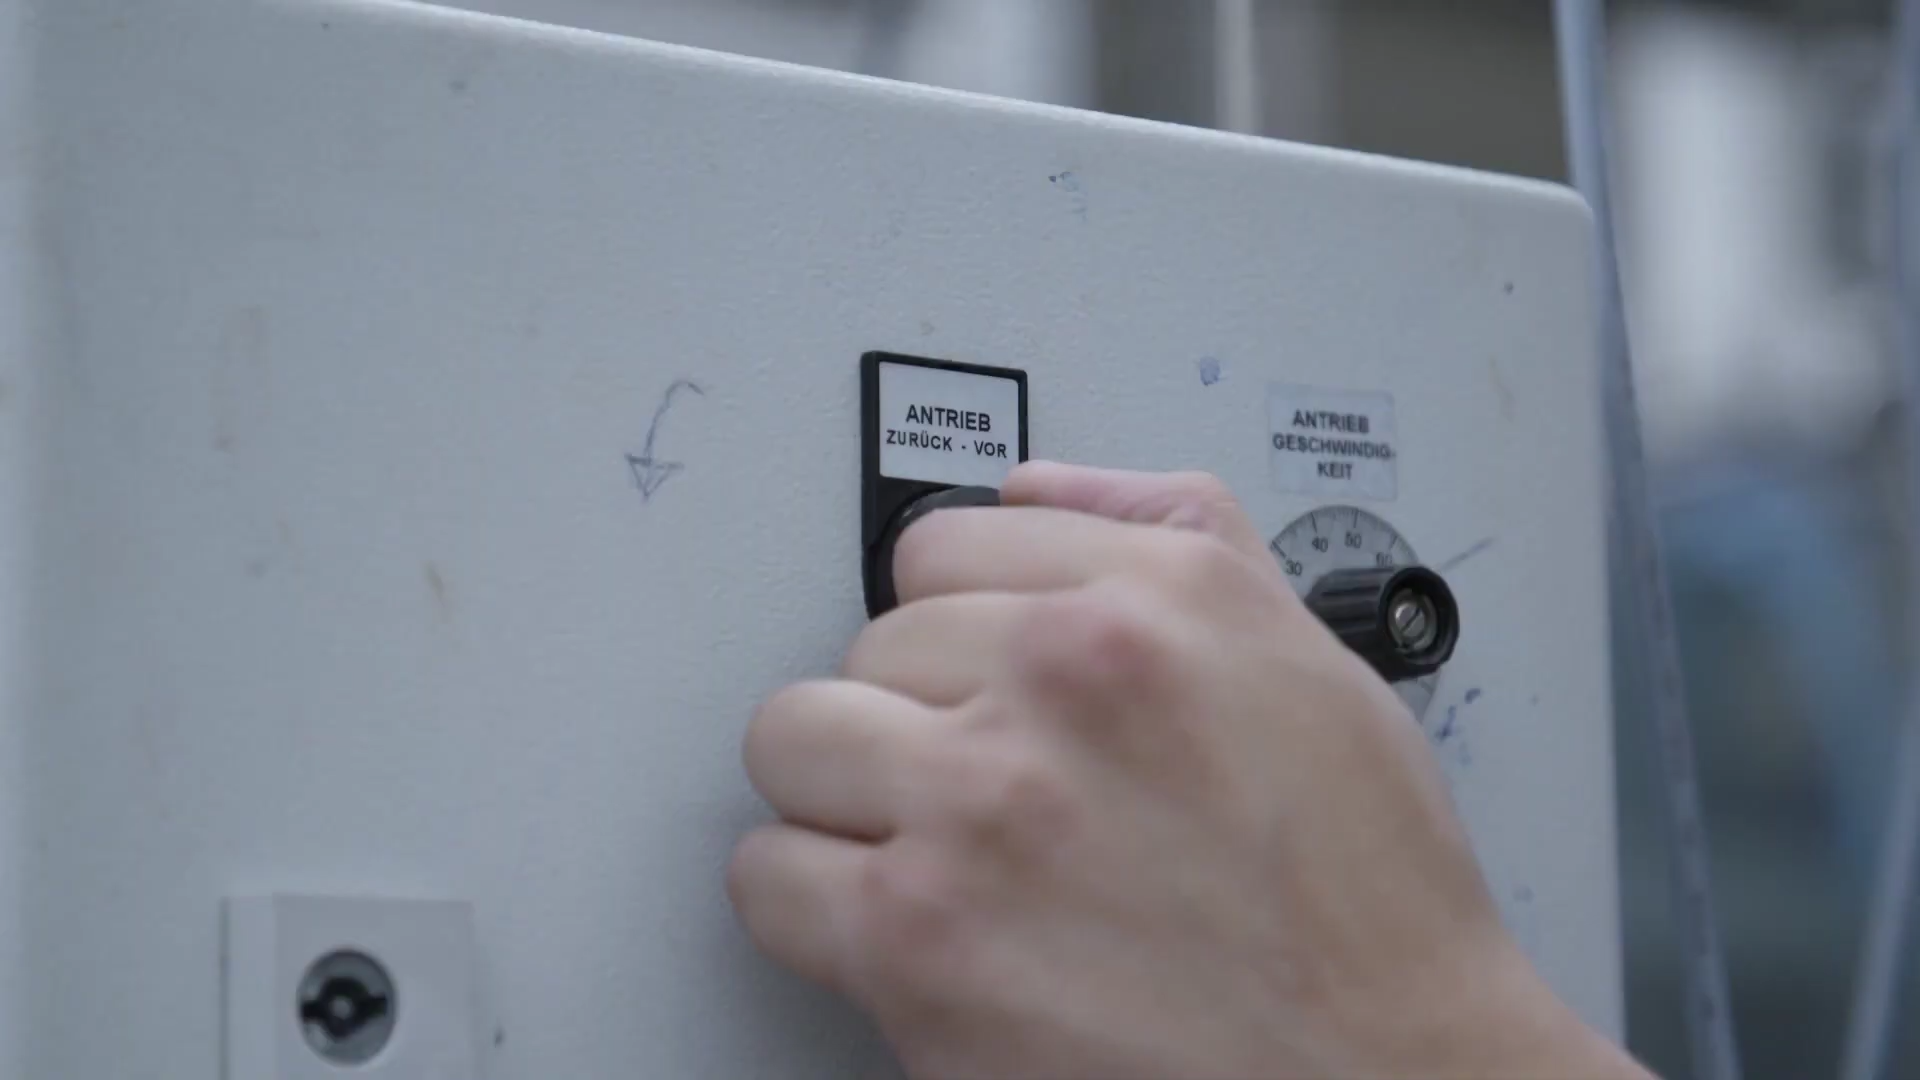 ANTRIEB
ZURÜCK - VOR
ANTRIEB
GESCHWINDIG-
KEIT
30 40 50 60